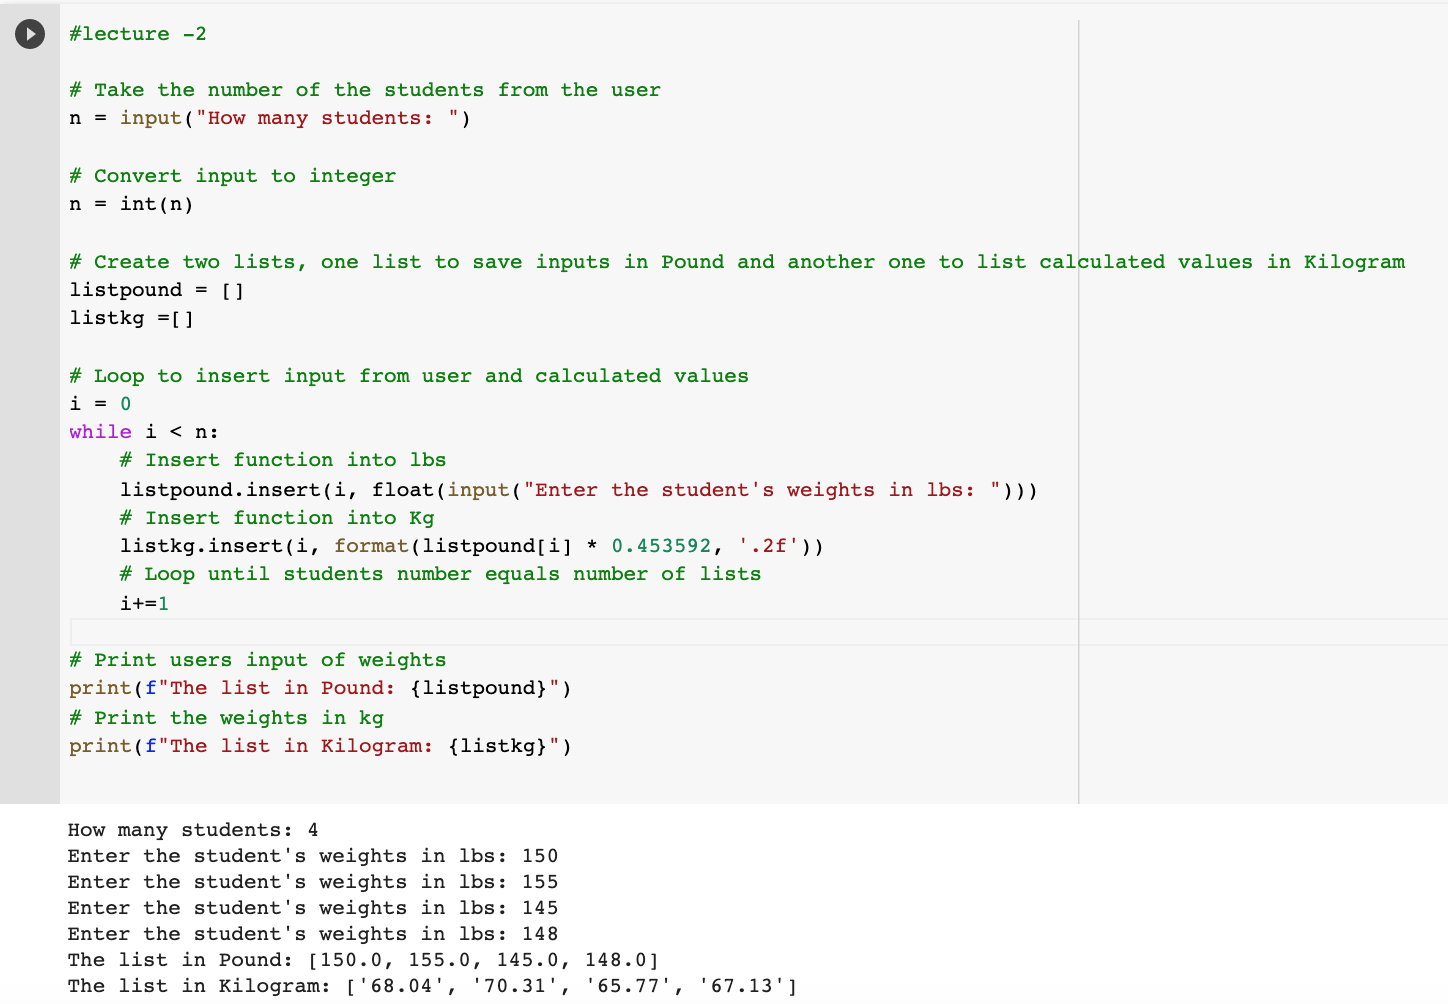 #lecture -2
# Take the number of the students from the user
n = input("How many students: ")
# Convert input to integer
n = int(n)
# Create two lists, one list to save inputs in Pound and another one to list calculated values in Kilogram
listpound = []
listkg =[]
# Loop to insert input from user and calculated values
i = 0
while i < n:
    # Insert function into lbs
    listpound.insert(i, float(input("Enter the student's weights in lbs: ")))
    # Insert function into Kg
    listkg.insert(i, format(listpound[i] * 0.453592, '.2f'))
    # Loop until students number equals number of lists
    i+=1
# Print users input of weights
print(f"The list in Pound: {listpound}")
# Print the weights in kg
print(f"The list in Kilogram: {listkg}")
How many students: 4
Enter the student's weights in lbs: 150
Enter the student's weights in lbs: 155
Enter the student's weights in lbs: 145
Enter the student's weights in lbs: 148
The list in Pound: [150.0, 155.0, 145.0, 148.0]
The list in Kilogram: ['68.04', '70.31', '65.77', '67.13']